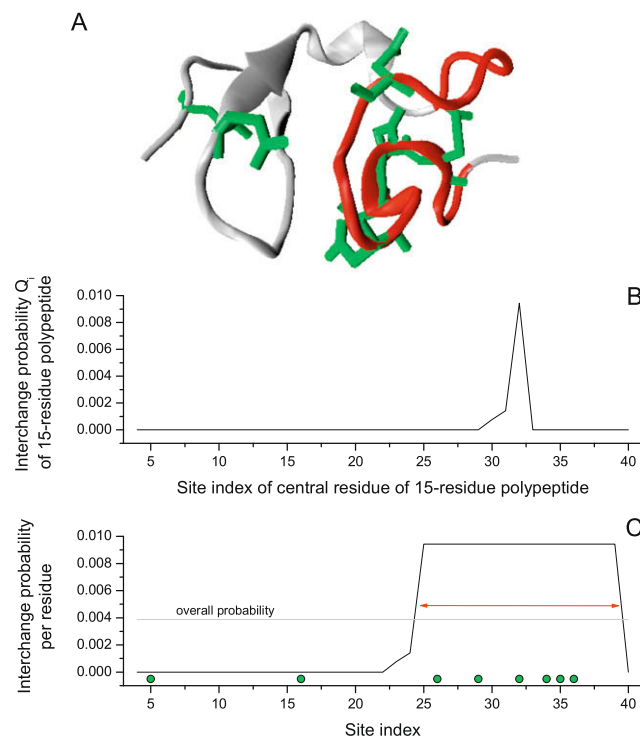 A
B
Interchange probability Qi
of 15-residue polypeptide
0.010
0.008
0.006
0.004
0.002
0.000
5 10 15 20 25 30 35 40
Site index of central residue of 15-residue polypeptide
C
Interchange probability
per residue
0.010
0.008
0.006
0.004
0.002
0.000
overall probability
5 10 15 20 25 30 35 40
Site index